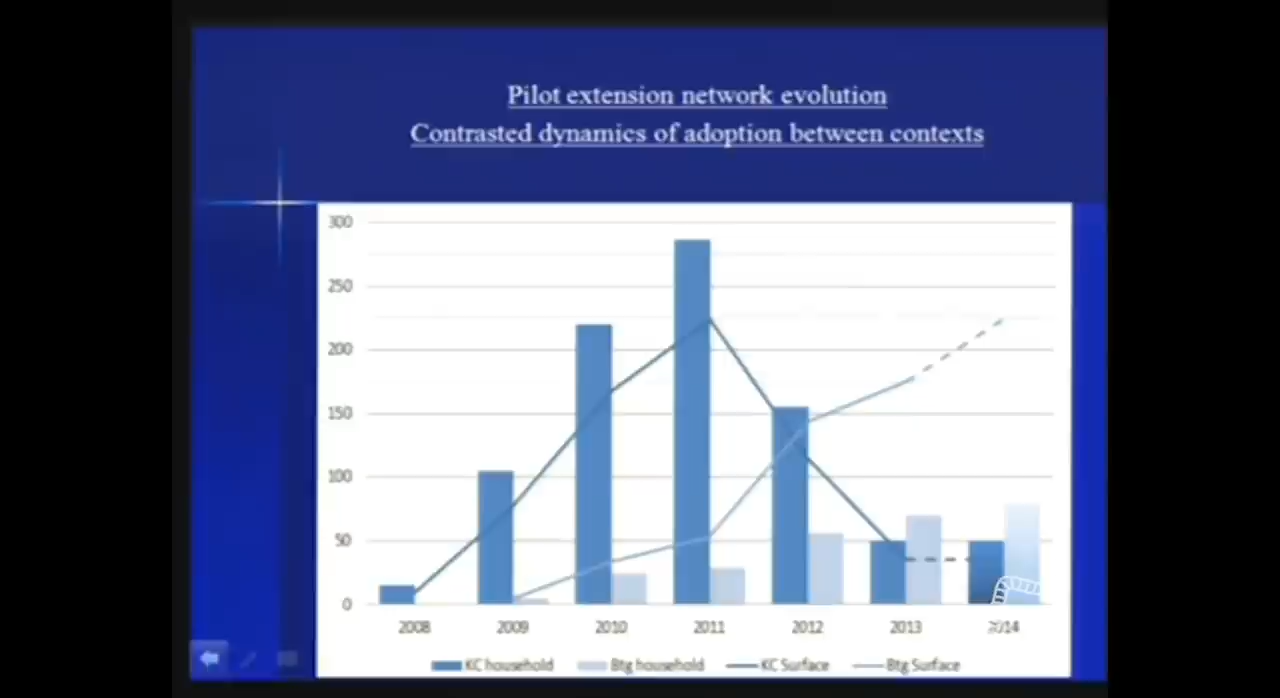 Pilot extension network evolution
Contrasted dynamics of adoption between contexts
300
250
200
150
100
50
0
2008 2009 2010 2011 2012 2013 2014
KC household Btg household KC Surface Btg Surface